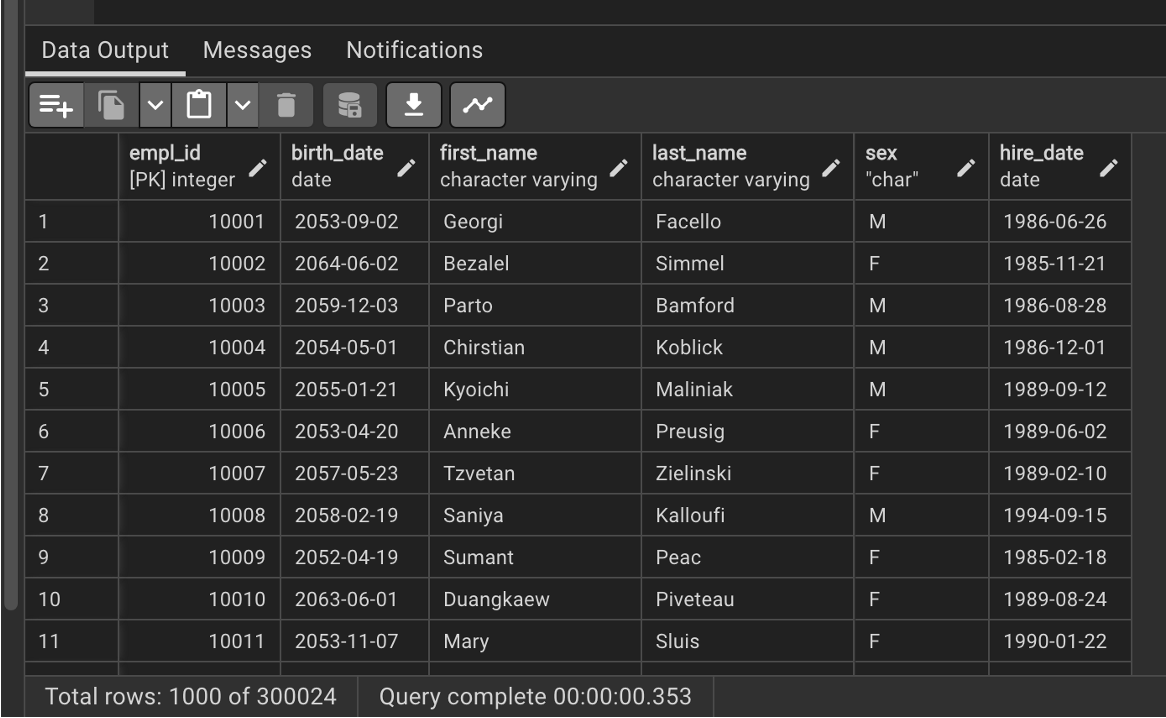 Data Output Messages Notifications
empl_id birth_date first_name last_name sex hire_date
[PK] integer date character varying character varying "char" date
1 10001 2053-09-02 Georgi Facello M 1986-06-26
2 10002 2064-06-02 Bezalel Simmel F 1985-11-21
3 10003 2059-12-03 Parto Bamford M 1986-08-28
4 10004 2054-05-01 Chirstian Koblick M 1986-12-01
5 10005 2055-01-21 Kyoichi Maliniak M 1989-09-12
6 10006 2053-04-20 Anneke Preusig F 1989-06-02
7 10007 2057-05-23 Tzvetan Zielinski F 1989-02-10
8 10008 2058-02-19 Saniya Kalloufi M 1994-09-15
9 10009 2052-04-19 Sumant Peac F 1985-02-18
10 10010 2063-06-01 Duangkaew Piveteau F 1989-08-24
11 10011 2053-11-07 Mary Sluis F 1990-01-22
Total rows: 1000 of 300024 Query complete 00:00:00.353